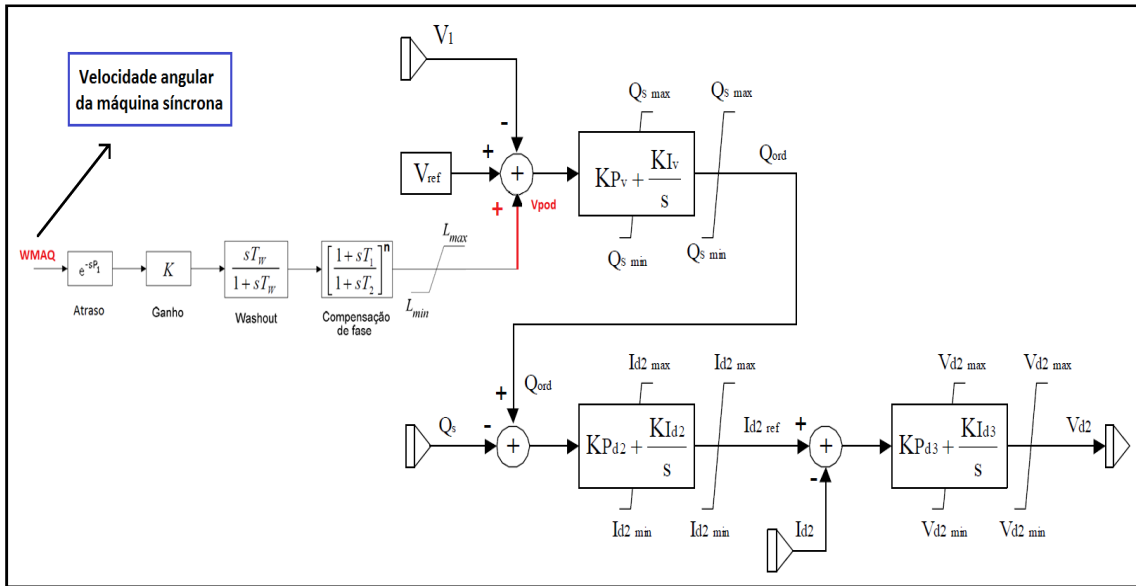 Velocidade angular
da máquina síncrona
V1
-
+
Vref
+
+
Vpod
Qs max
Qs max
KPv + KIv
s
Qs min
Qs min
Qord
WMAQ
e^-sP1
K
sTW
1 + sTW
[1 + sT1
1 + sT2]^n
Lmax
Lmin
Atraso
Ganho
Washout
Compensação
de fase
Qord
+
Qs
-
+
Id2 max
Id2 max
KPd2 + KId2
s
Id2 min
Id2 min
Id2 ref
+
+
-
Id2
Vd2 max
Vd2 max
KPd3 + KId3
s
Vd2 min
Vd2 min
Vd2